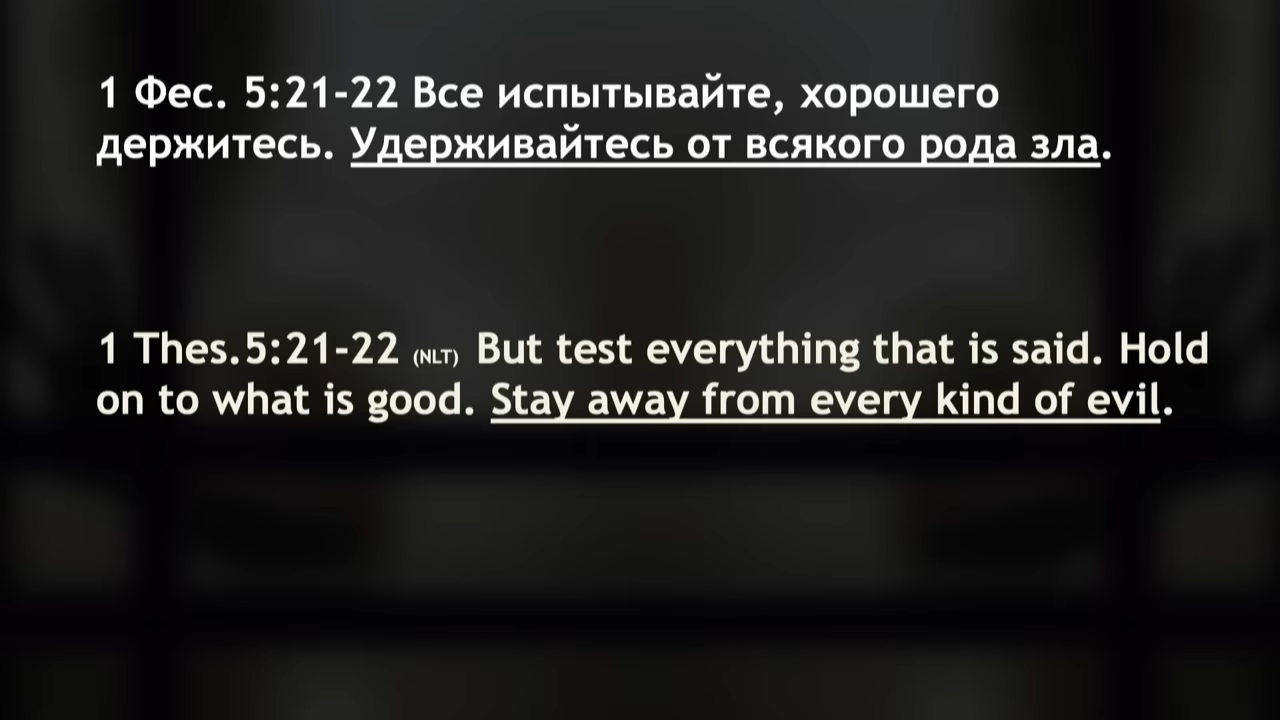 1 Фес. 5:21-22 Все испытывайте, хорошего
держитесь. Удерживайтесь от всякого рода зла.
1 Thes.5:21-22 (NLT) But test everything that is said. Hold
on to what is good. Stay away from every kind of evil.